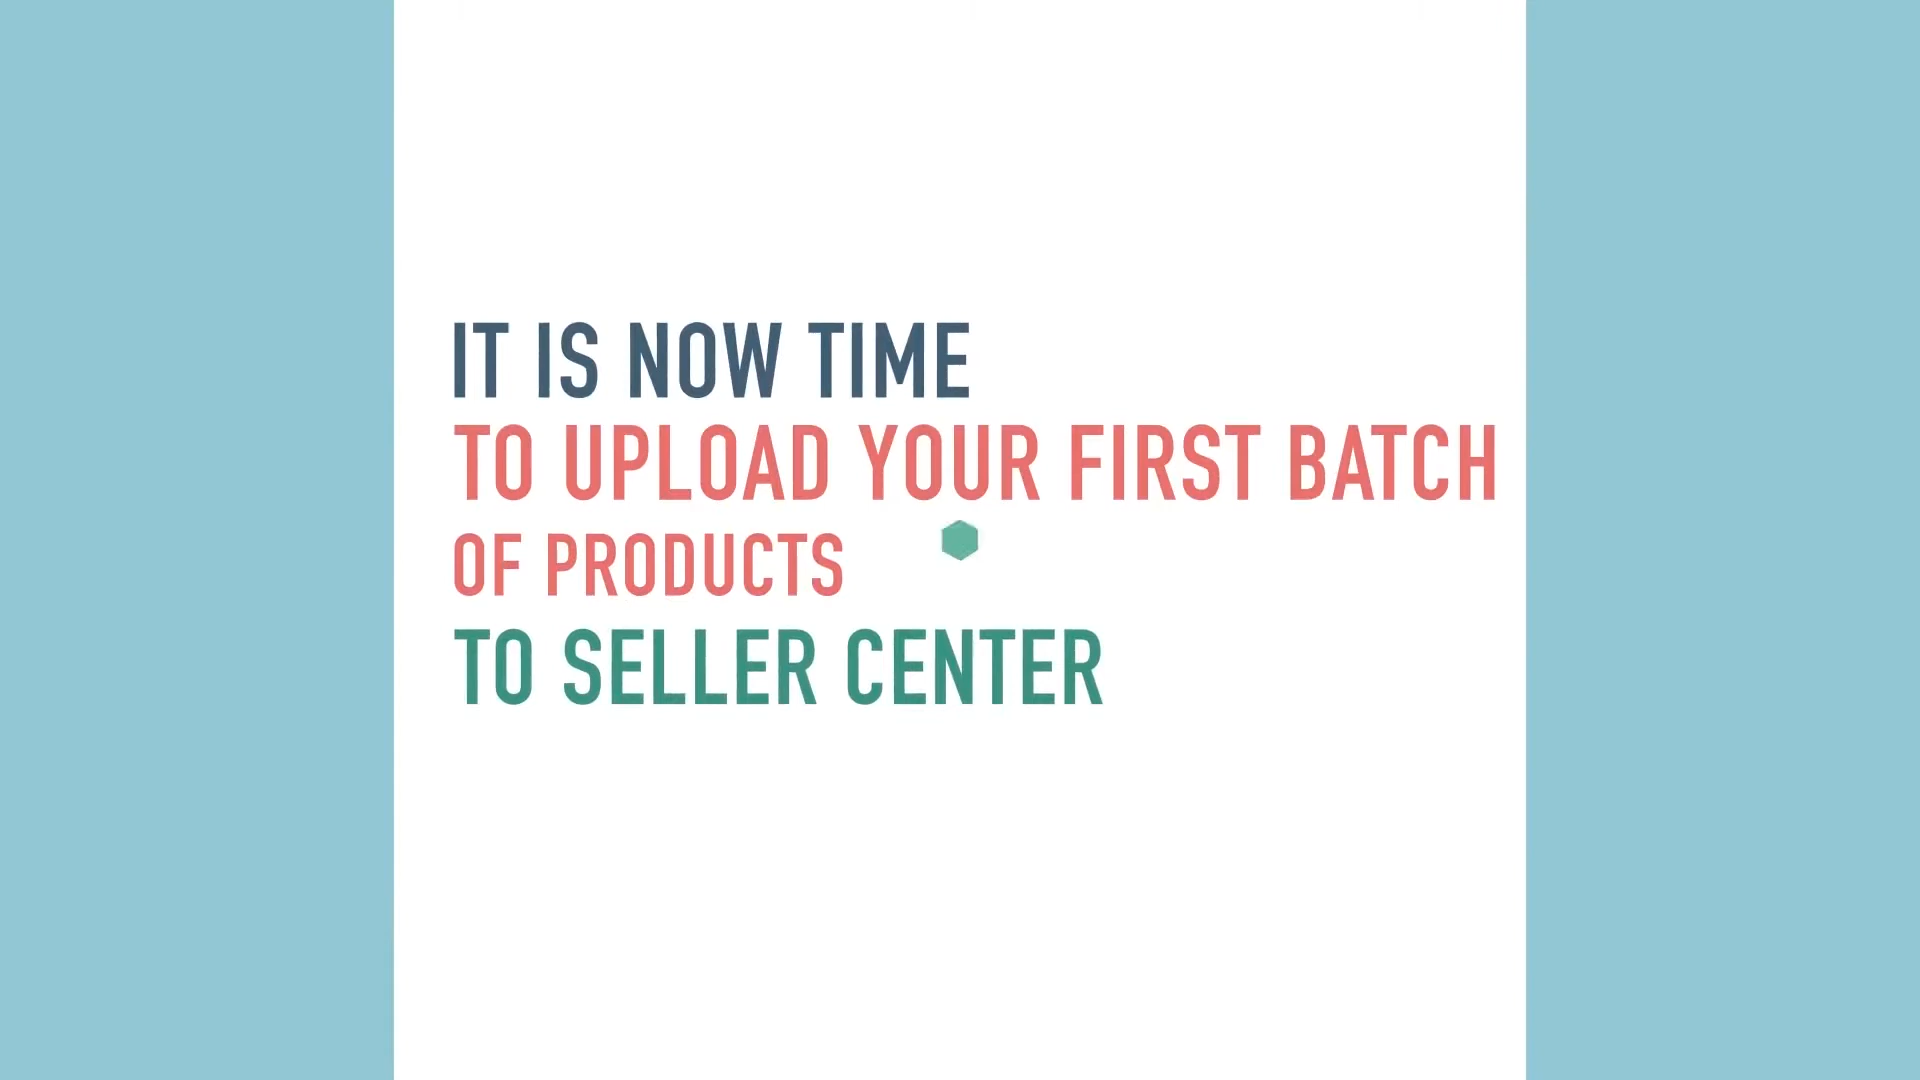 IT IS NOW TIME
TO UPLOAD YOUR FIRST BATCH
OF PRODUCTS
TO SELLER CENTER